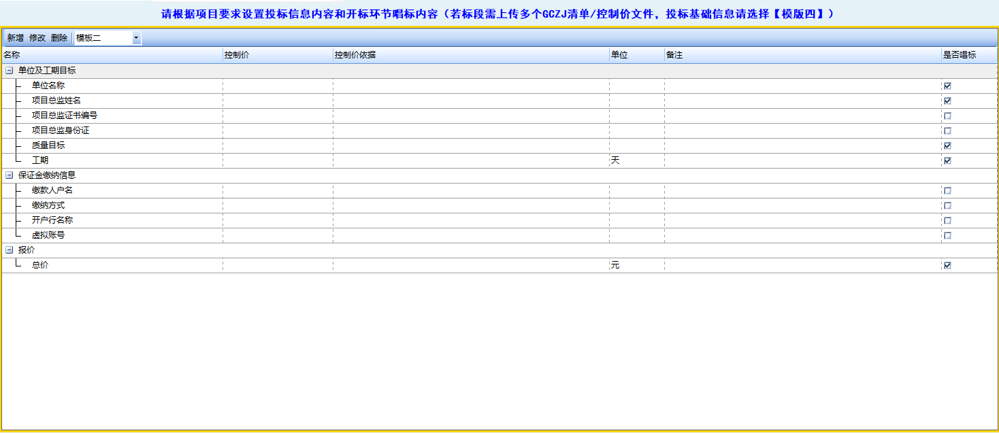 请根据项目要求设置投标信息内容和开标环节唱标内容（若标段需上传多个GCZJ清单/控制价文件，投标基础信息请选择【模版四】）
新增 修改 删除 模板二
名称 控制价 控制价依据 单位 备注 是否唱标
单位及工期目标
单位名称
项目总监姓名
项目总监证书编号
项目总监身份证
质量目标
工期 天
保证金缴纳信息
缴款人户名
缴纳方式
开户行名称
虚拟账号
报价
总价 元